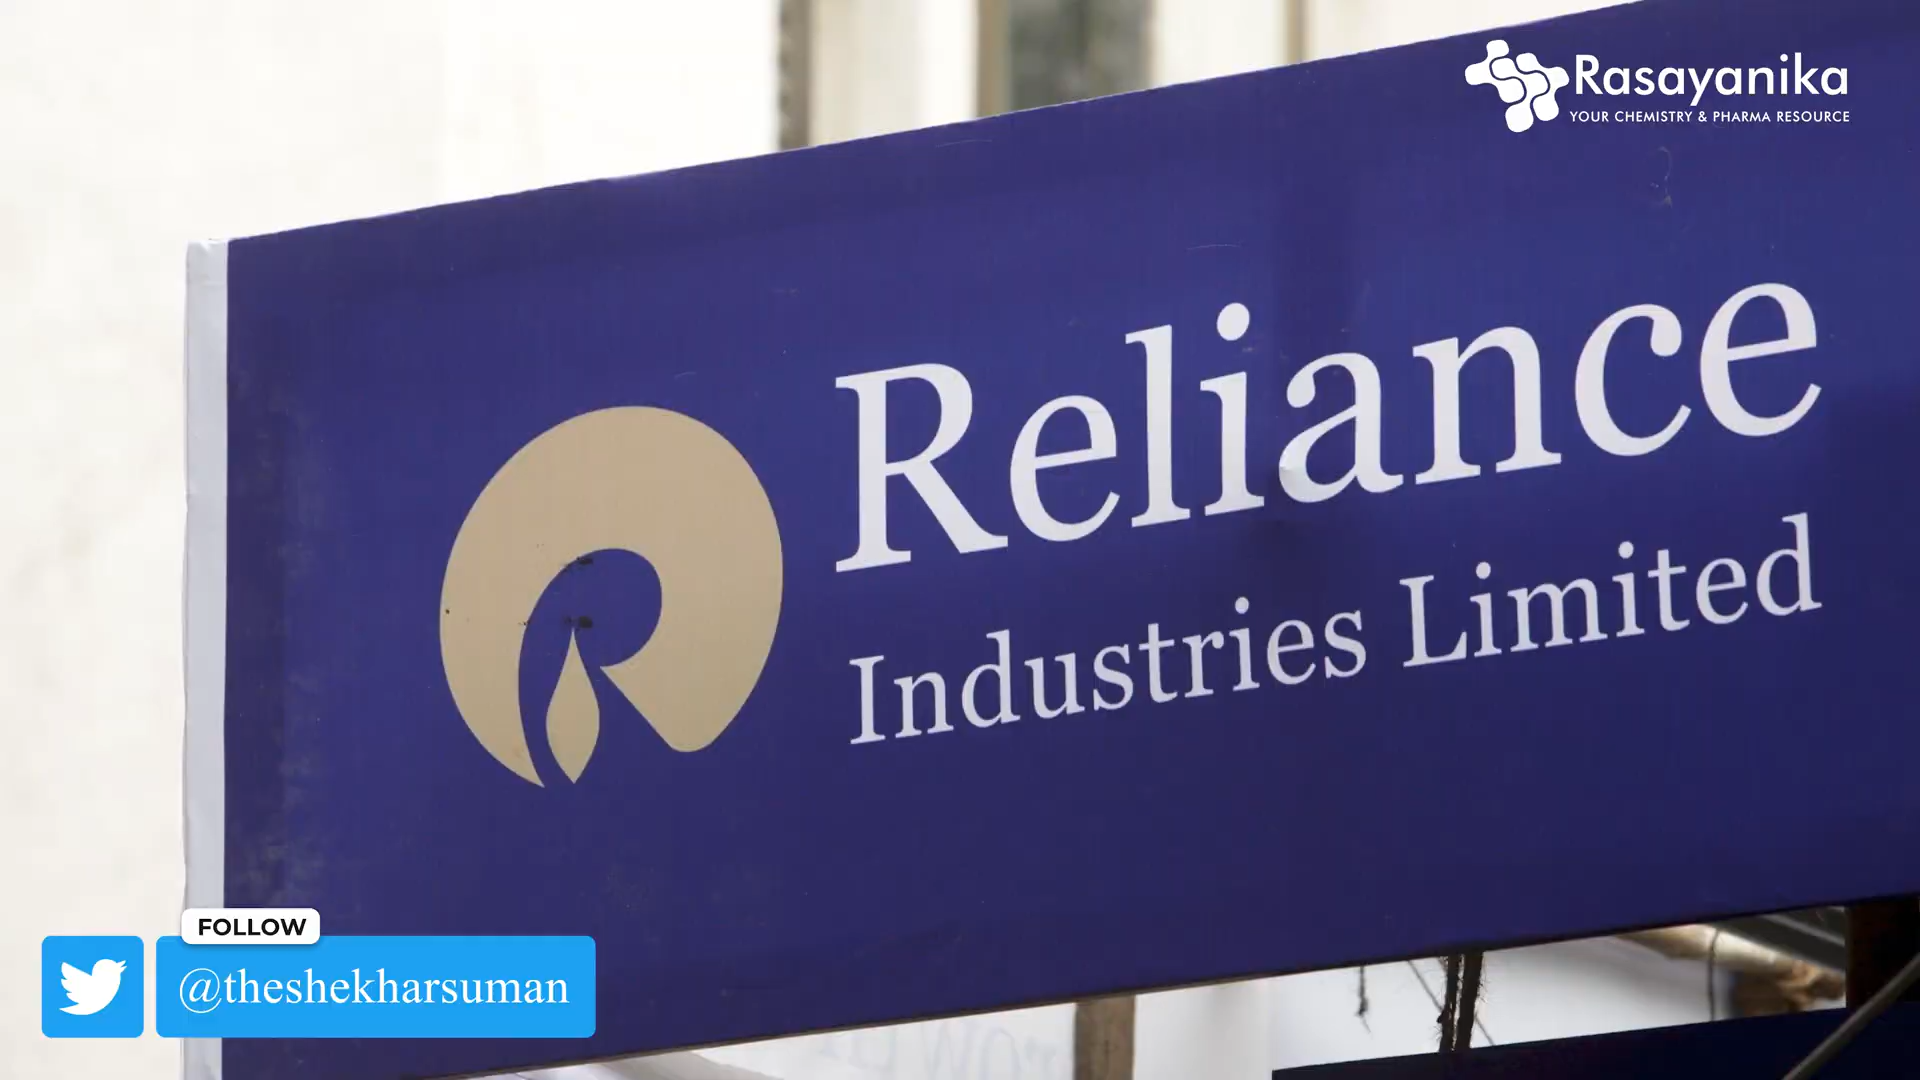 Rasayanika
YOUR CHEMISTRY & PHARMA RESOURCE
Reliance
Industries Limited
FOLLOW
@theshekharsuman